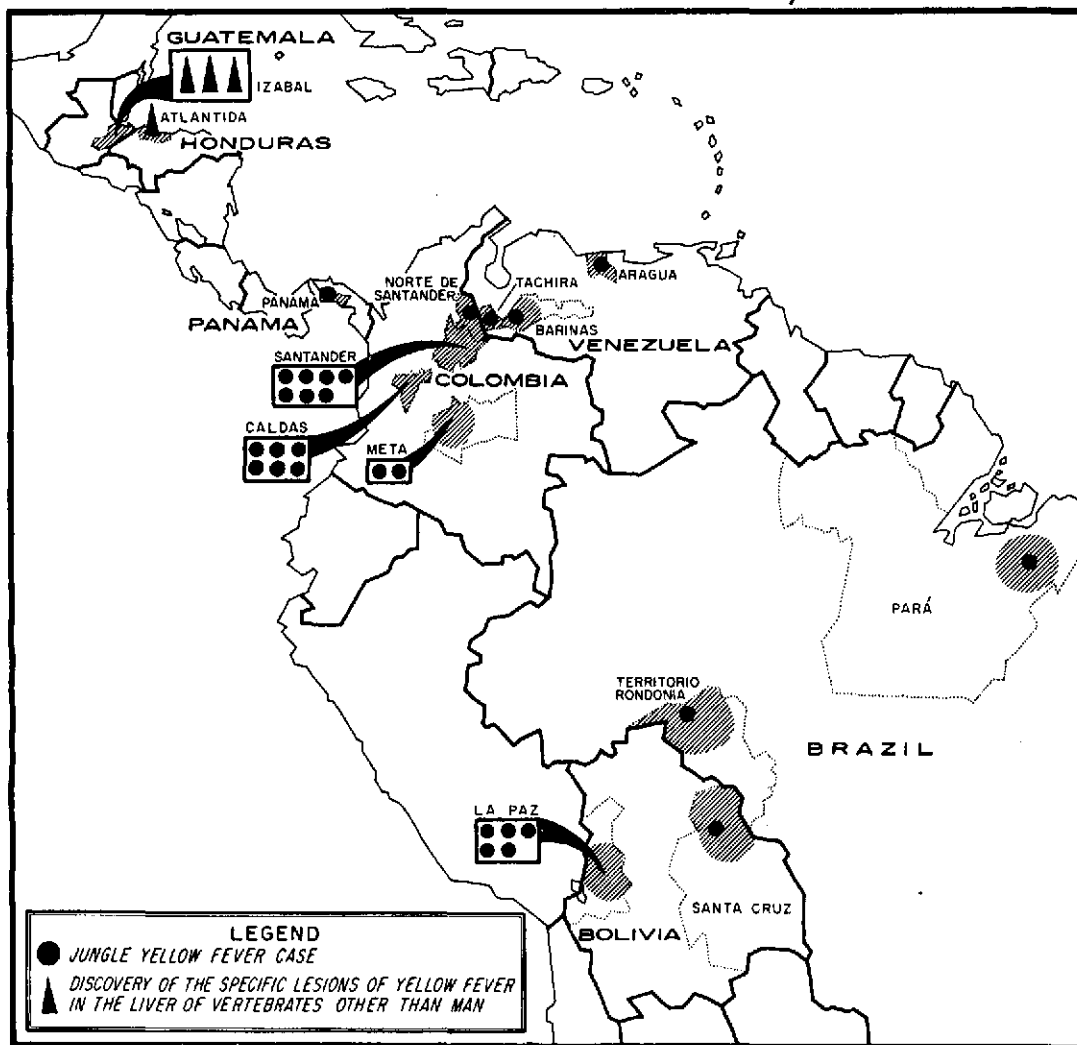 GUATEMALA
IZABAL
ATLANTIDA
HONDURAS
NORTE DE
SANTANDER
TACHIRA
ARAGUA
PANAMÁ
PANAMA
BARINAS
VENEZUELA
SANTANDER
COLOMBIA
CALDAS
META
PARÁ
TERRITORIO
RONDONIA
BRAZIL
LA PAZ
SANTA CRUZ
BOLIVIA
LEGEND
JUNGLE YELLOW FEVER CASE
DISCOVERY OF THE SPECIFIC LESIONS OF YELLOW FEVER
IN THE LIVER OF VERTEBRATES OTHER THAN MAN